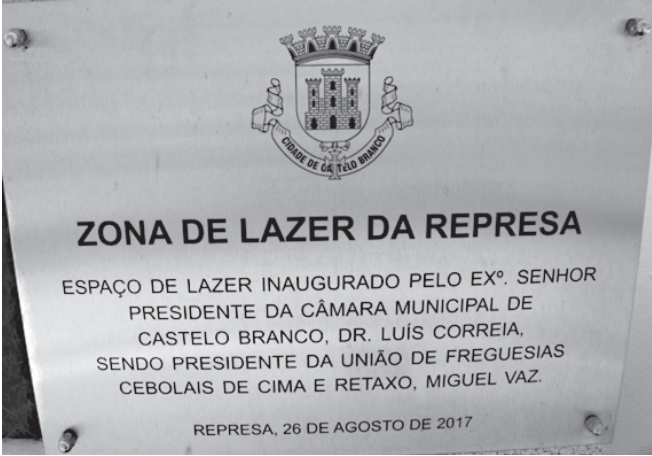 CIDADE DE CASTELO BRANCO
ZONA DE LAZER DA REPRESA
ESPAÇO DE LAZER INAUGURADO PELO EXº. SENHOR
PRESIDENTE DA CÂMARA MUNICIPAL DE
CASTELO BRANCO, DR. LUÍS CORREIA,
SENDO PRESIDENTE DA UNIÃO DE FREGUESIAS
CEBOLAIS DE CIMA E RETAXO, MIGUEL VAZ.
REPRESA, 26 DE AGOSTO DE 2017